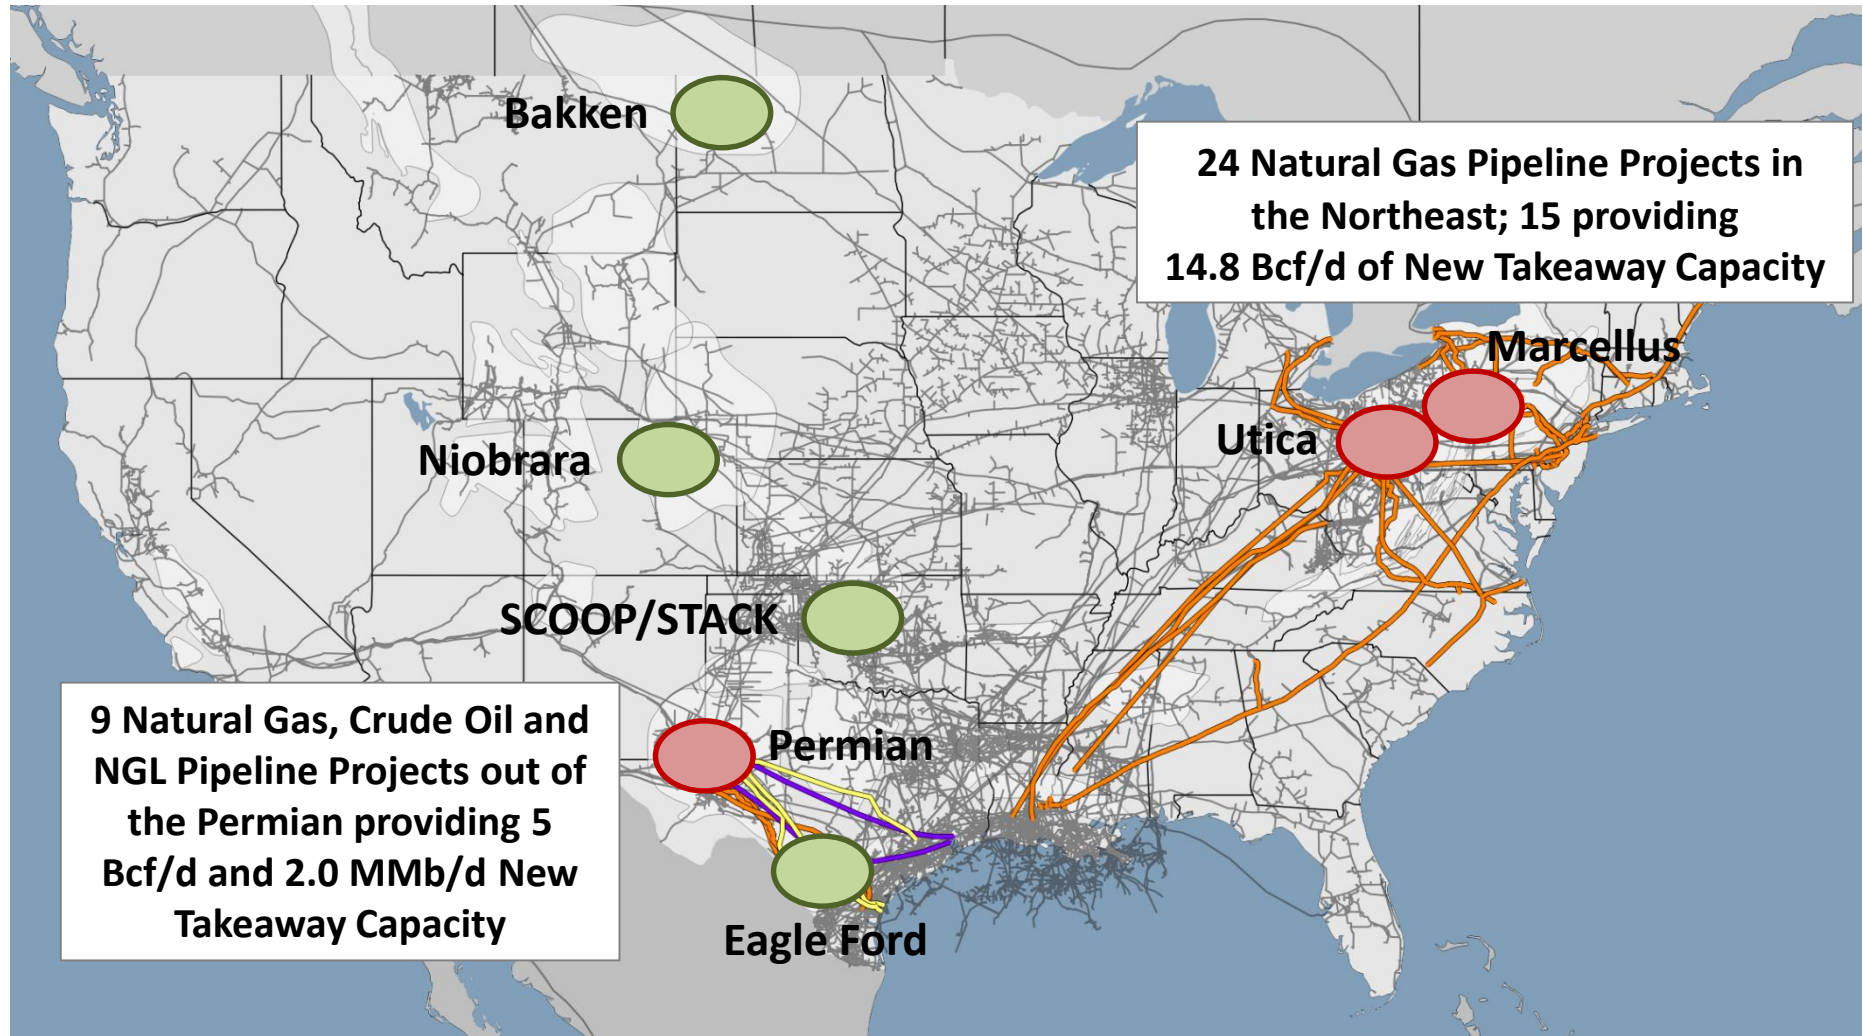 Bakken
24 Natural Gas Pipeline Projects in
the Northeast; 15 providing
14.8 Bcf/d of New Takeaway Capacity
Marcellus
Utica
Niobrara
SCOOP/STACK
9 Natural Gas, Crude Oil and
NGL Pipeline Projects out of
the Permian providing 5
Bcf/d and 2.0 MMb/d New
Takeaway Capacity
Permian
Eagle Ford